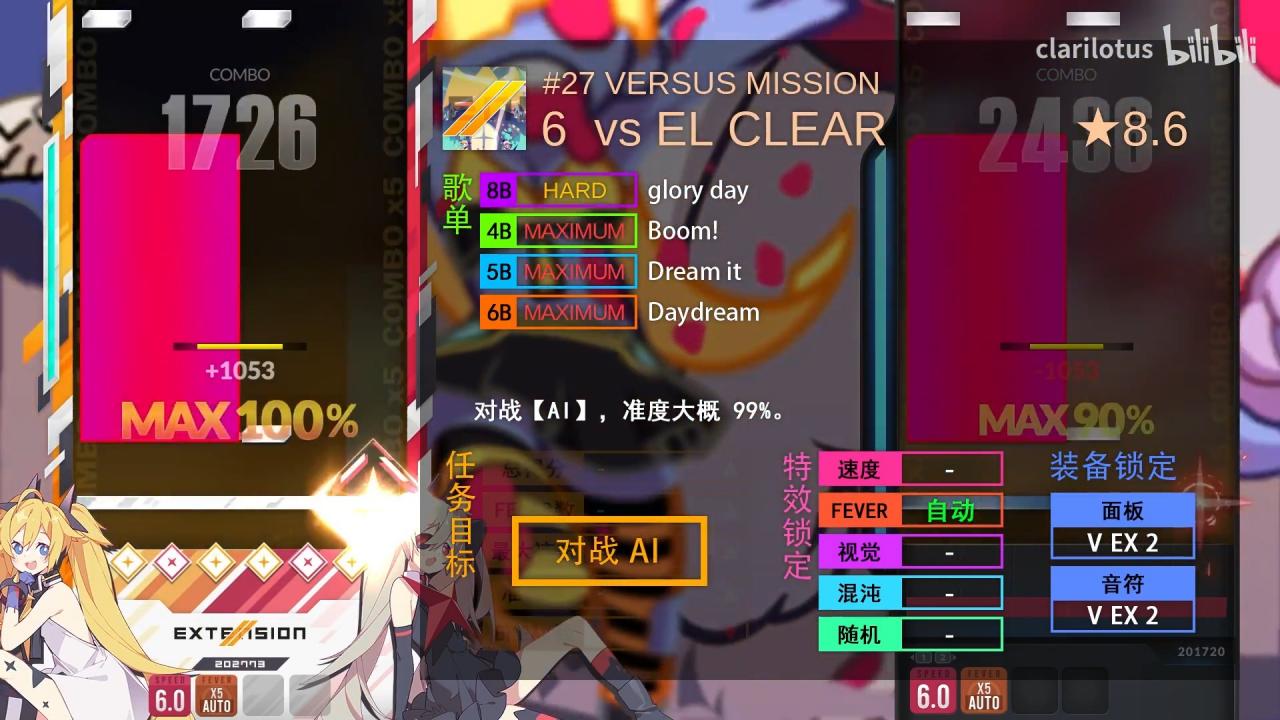 clarilotus bilibili
COMBO
1726
#27 VERSUS MISSION
6 vs EL CLEAR
★8.6
COMBO
歌单
8B HARD glory day
4B MAXIMUM Boom!
5B MAXIMUM Dream it
6B MAXIMUM Daydream
+1053
-1053
MAX 100%
MAX 90%
对战【AI】，准度大概 99%。
任务目标
对战 AI
特效锁定
速度 -
FEVER 自动
视觉 -
混沌 -
随机 -
装备锁定
面板
V EX 2
音符
V EX 2
EXTENSION
202773
201720
SPEED
6.0
FEVER
X5
AUTO
SPEED
6.0
FEVER
X5
AUTO